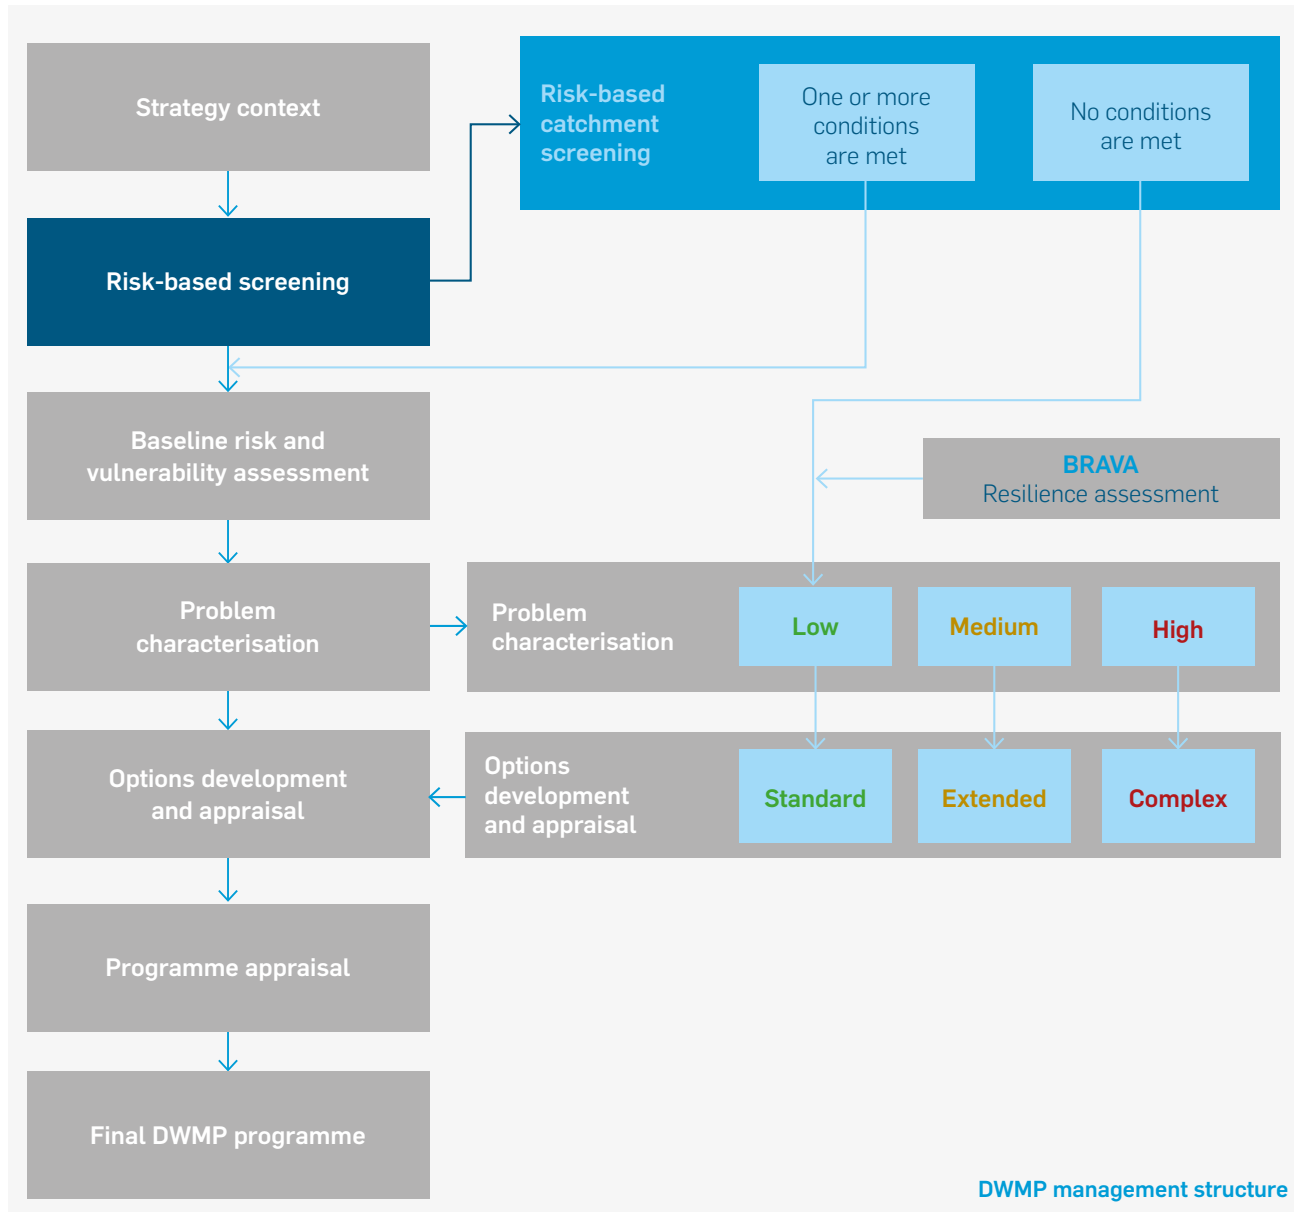 Strategy context
Risk-based
catchment
screening
One or more
conditions
are met
No conditions
are met
Risk-based screening
Baseline risk and
vulnerability assessment
BRAVA
Resilience assessment
Problem
characterisation
Problem
characterisation
Low
Medium
High
Options development
and appraisal
Options
development
and appraisal
Standard
Extended
Complex
Programme appraisal
Final DWMP programme
DWMP management structure